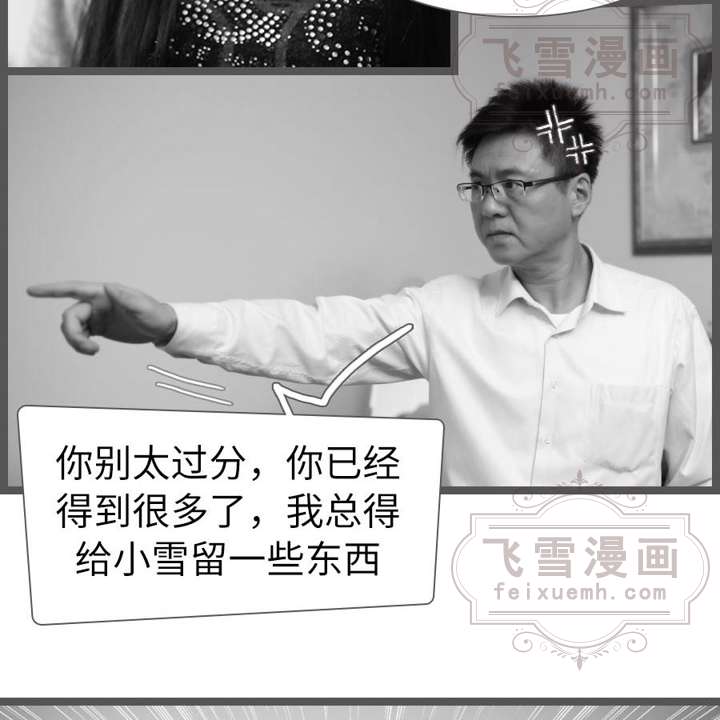 飞雪漫画
feixuemh.com
你别太过分，你已经
得到很多了，我总得
给小雪留一些东西
飞雪漫画
feixuemh.com